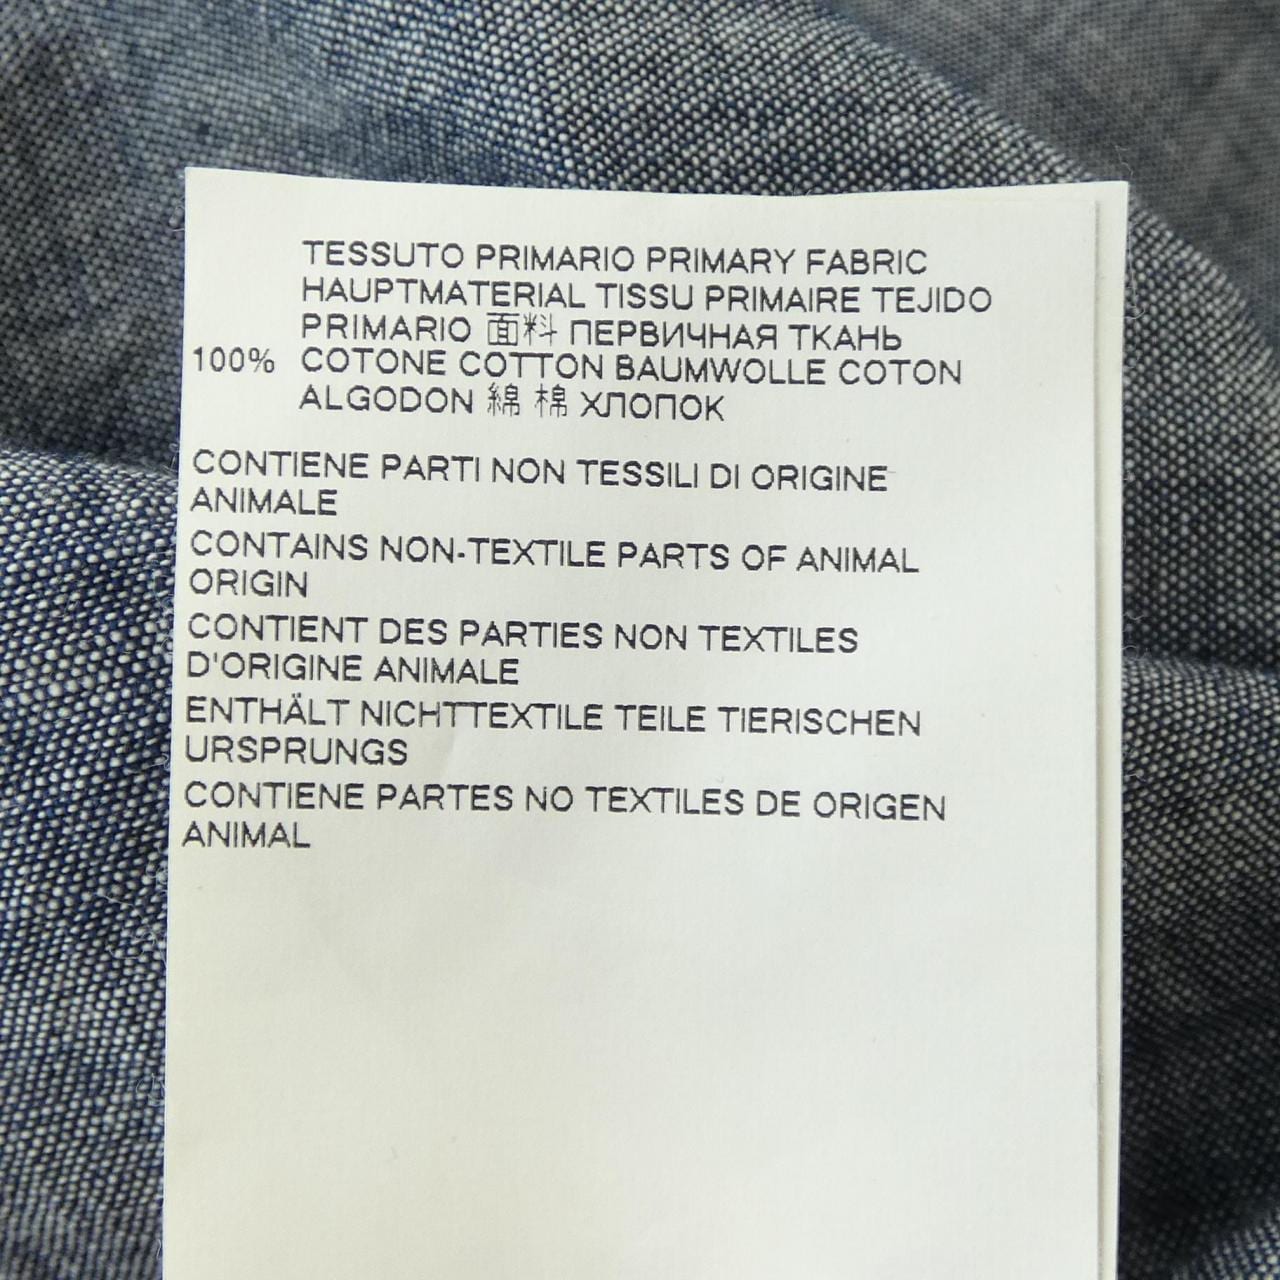 TESSUTO PRIMARIO PRIMARY FABRIC
HAUPTMATERIAL TISSU PRIMAIRE TEJIDO
PRIMARIO 面料 ПЕРВИЧНАЯ ТКАНЬ
100% COTONE COTTON BAUMWOLLE COTON
ALGODON 綿 棉 ХЛОПОК
CONTIENE PARTI NON TESSILI DI ORIGINE
ANIMALE
CONTAINS NON-TEXTILE PARTS OF ANIMAL
ORIGIN
CONTIENT DES PARTIES NON TEXTILES
D'ORIGINE ANIMALE
ENTHÄLT NICHTTEXTILE TEILE TIERISCHEN
URSPRUNGS
CONTIENE PARTES NO TEXTILES DE ORIGEN
ANIMAL